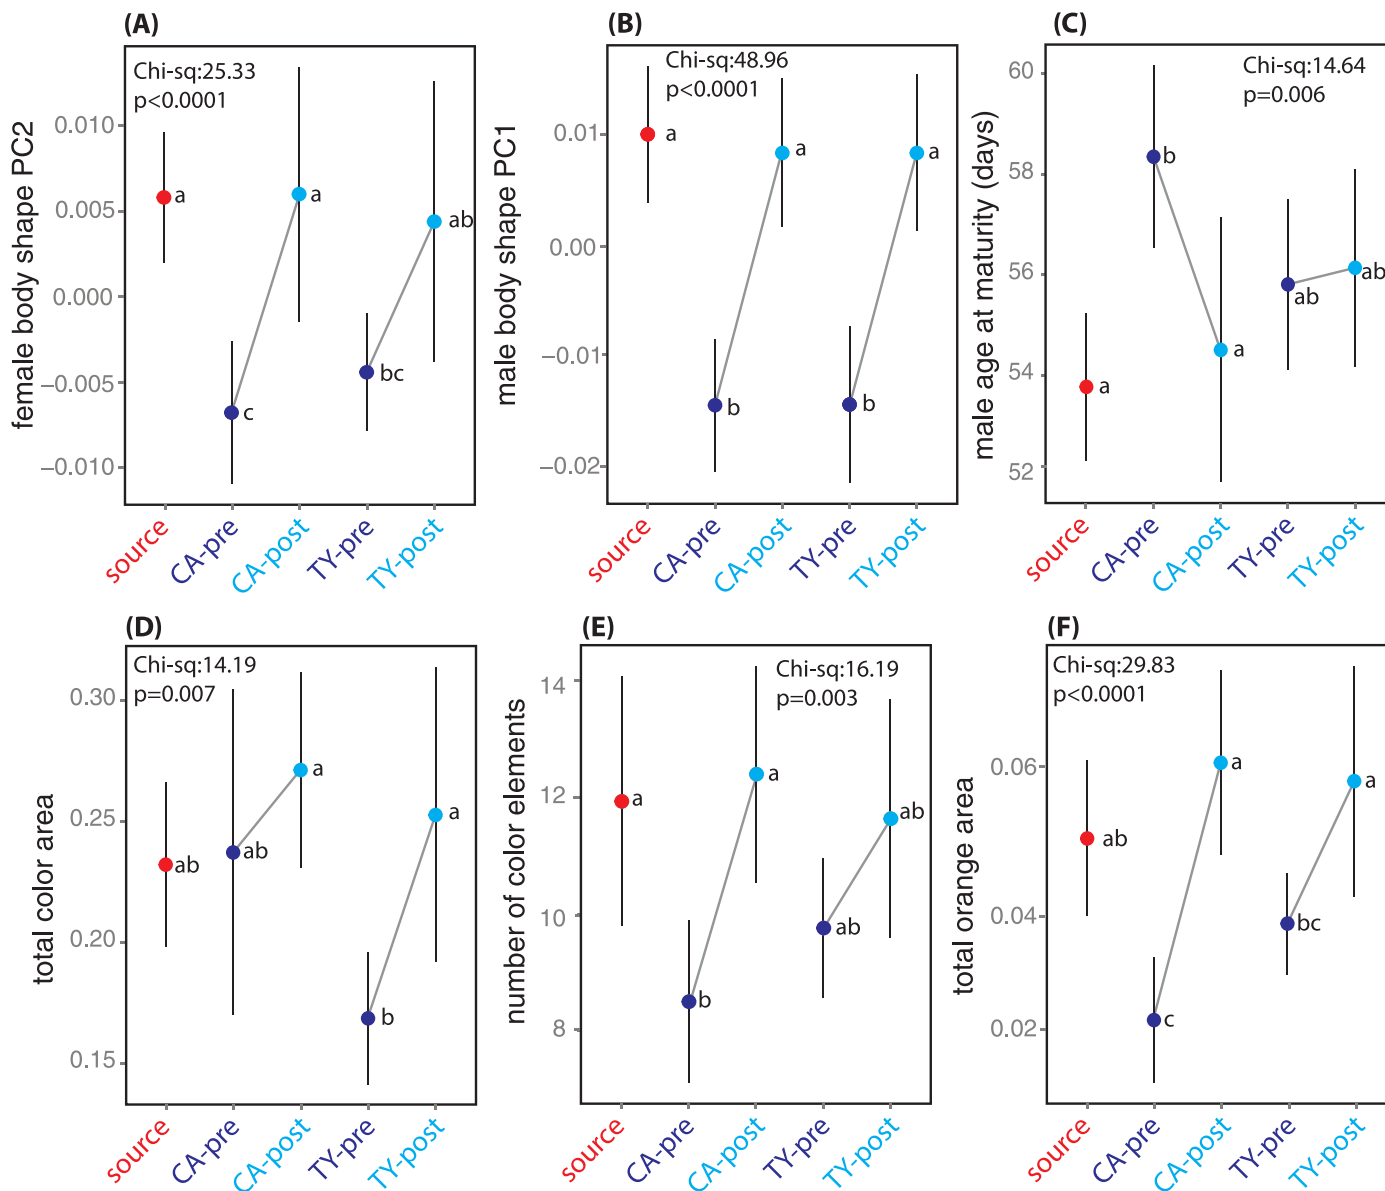 (A)
Chi-sq:25.33
p<0.0001
female body shape PC2
0.010
0.005
0.000
−0.005
−0.010
a
c
a
bc
ab
source
CA-pre
CA-post
TY-pre
TY-post
(B)
Chi-sq:48.96
p<0.0001
male body shape PC1
0.01
0.00
−0.01
−0.02
a
b
a
b
a
source
CA-pre
CA-post
TY-pre
TY-post
(C)
Chi-sq:14.64
p=0.006
male age at maturity (days)
60
58
56
54
52
a
b
a
ab
ab
source
CA-pre
CA-post
TY-pre
TY-post
(D)
Chi-sq:14.19
p=0.007
total color area
0.30
0.25
0.20
0.15
ab
ab
a
b
a
source
CA-pre
CA-post
TY-pre
TY-post
(E)
Chi-sq:16.19
p=0.003
number of color elements
14
12
10
8
a
b
a
ab
ab
source
CA-pre
CA-post
TY-pre
TY-post
(F)
Chi-sq:29.83
p<0.0001
total orange area
0.06
0.04
0.02
ab
c
a
bc
a
source
CA-pre
CA-post
TY-pre
TY-post